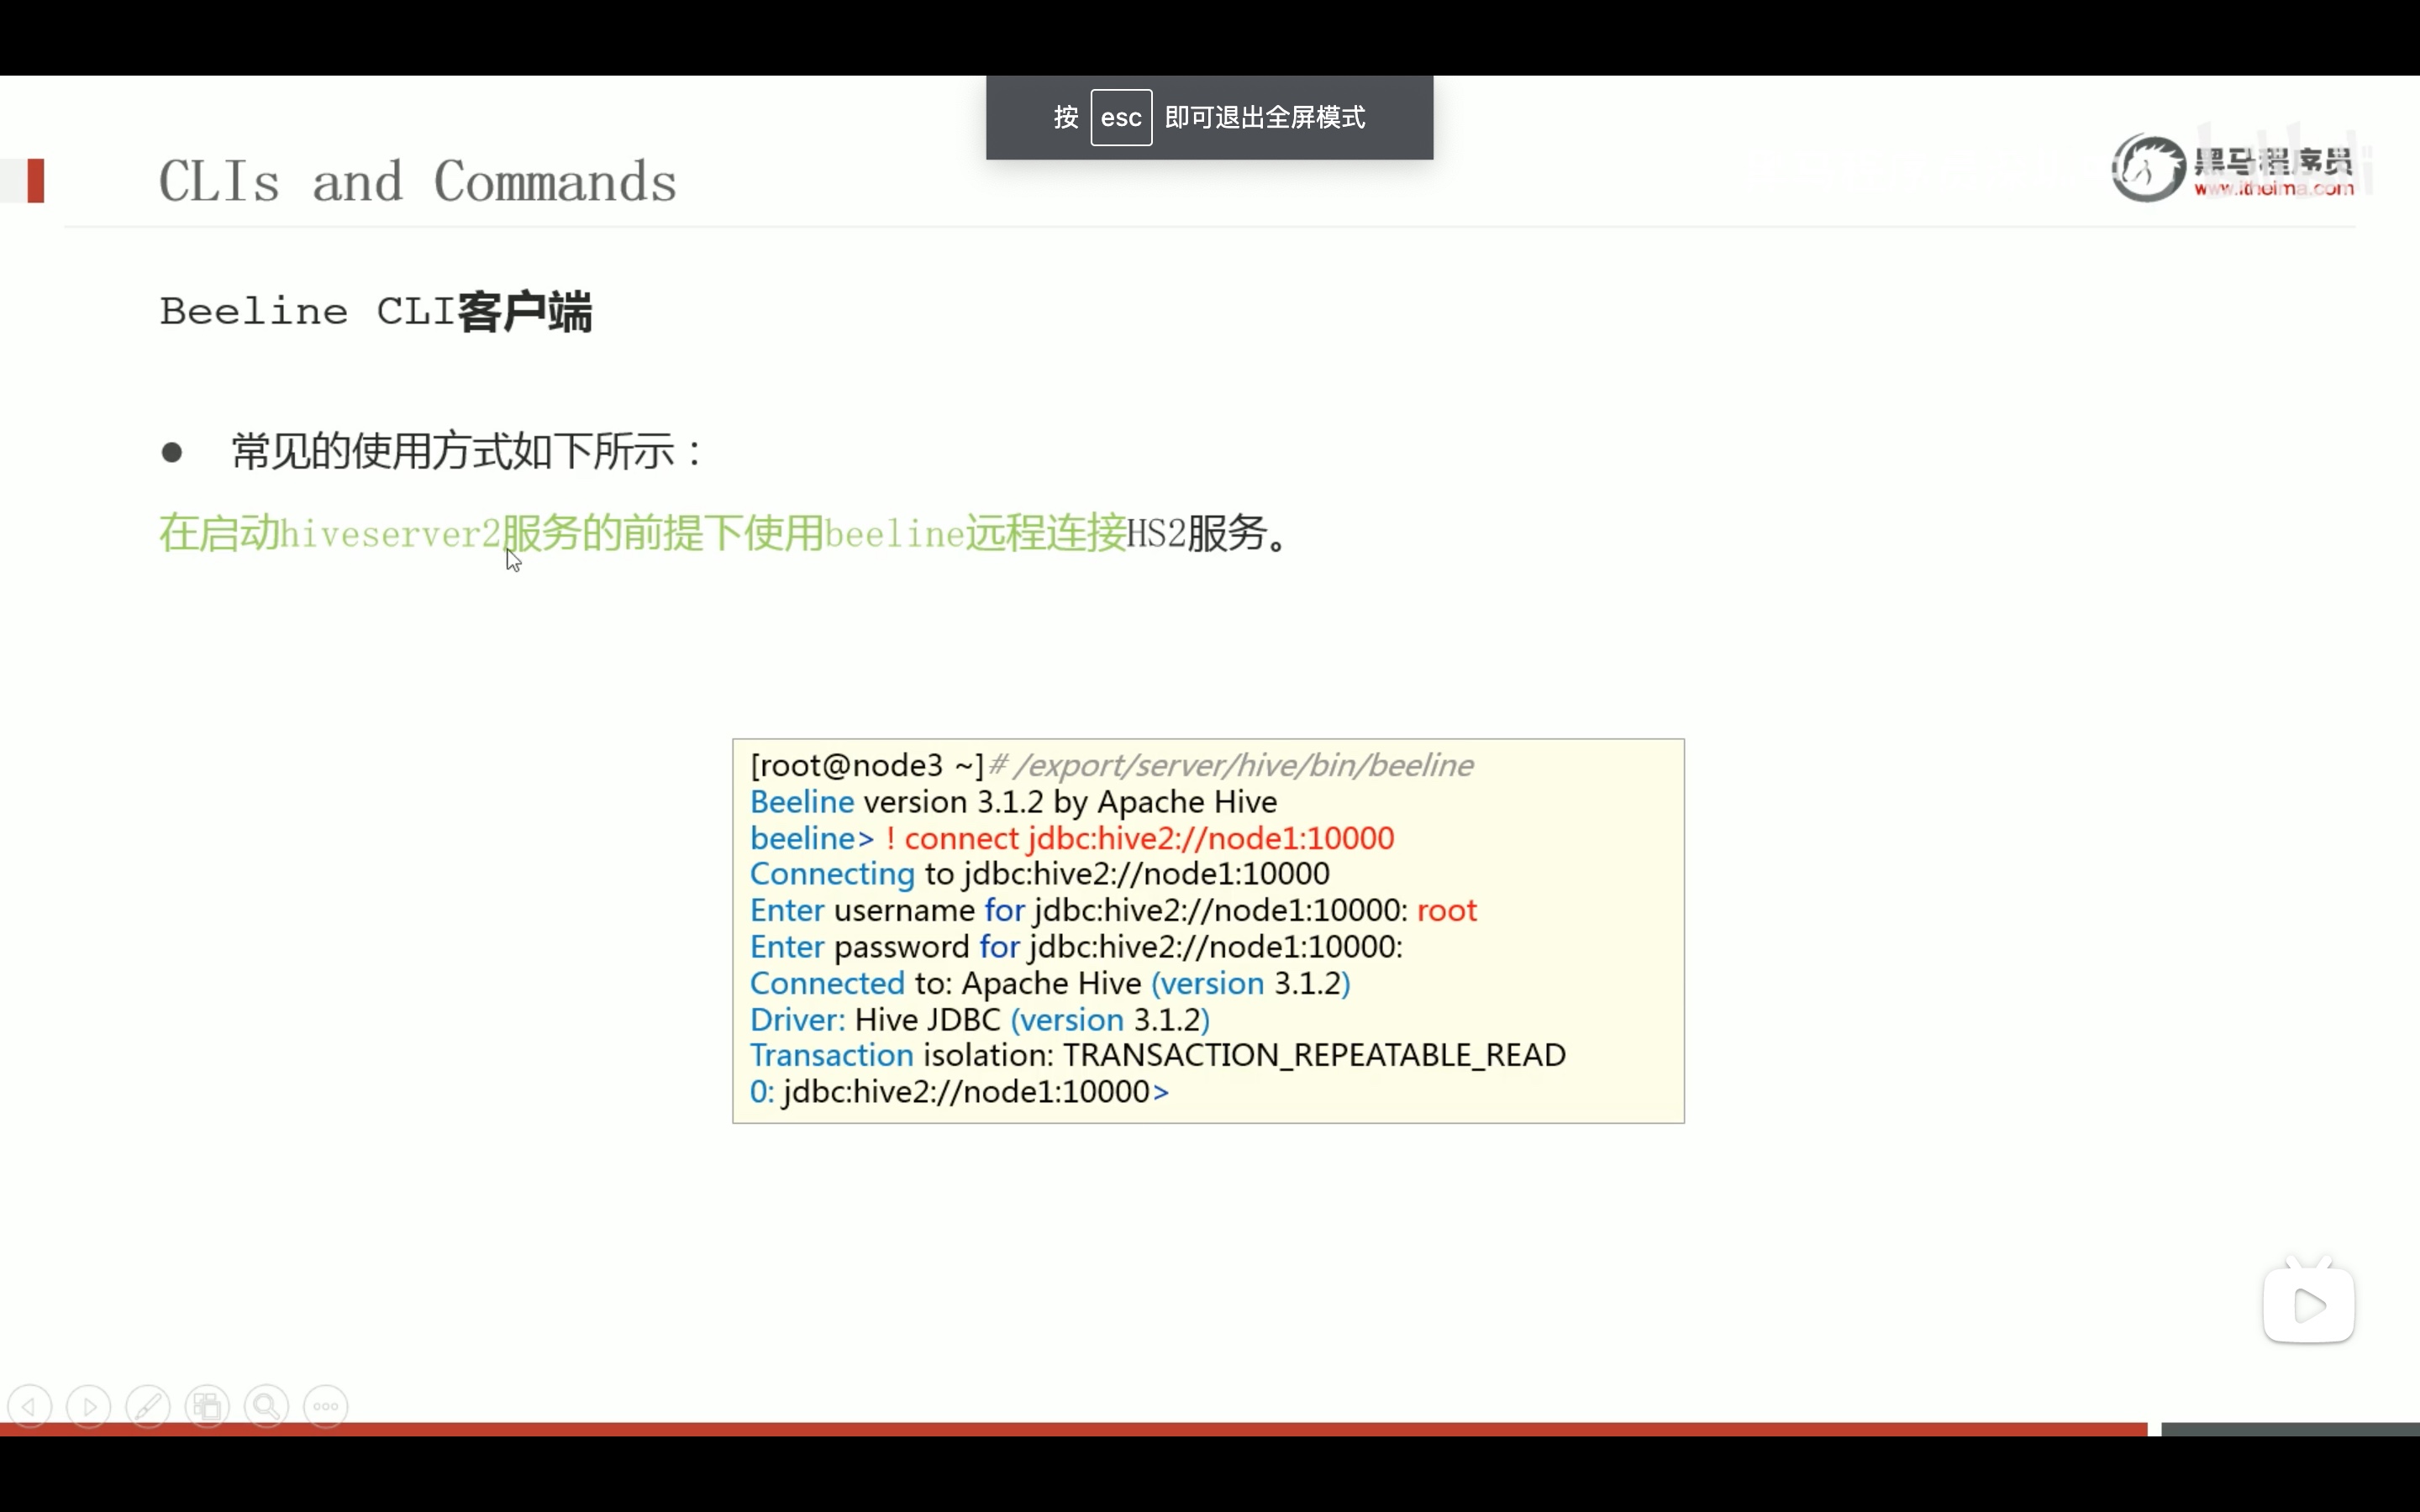 按 esc 即可退出全屏模式
CLIs and Commands
黑马程序员
www.itheima.com
Beeline CLI客户端
● 常见的使用方式如下所示：
在启动hiveserver2服务的前提下使用beeline远程连接HS2服务。
[root@node3 ~]# /export/server/hive/bin/beeline
Beeline version 3.1.2 by Apache Hive
beeline> ! connect jdbc:hive2://node1:10000
Connecting to jdbc:hive2://node1:10000
Enter username for jdbc:hive2://node1:10000: root
Enter password for jdbc:hive2://node1:10000:
Connected to: Apache Hive (version 3.1.2)
Driver: Hive JDBC (version 3.1.2)
Transaction isolation: TRANSACTION_REPEATABLE_READ
0: jdbc:hive2://node1:10000>